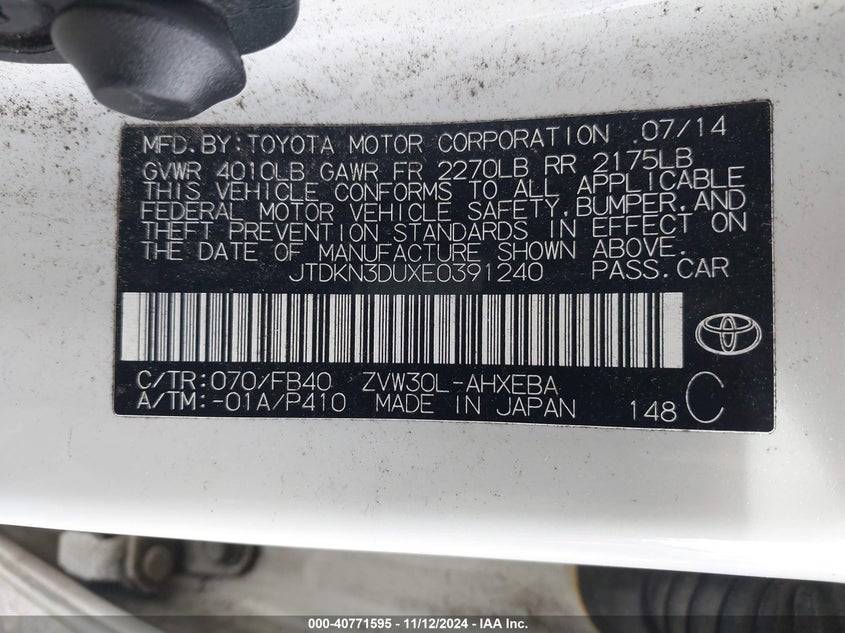 MFD. BY: TOYOTA MOTOR CORPORATION 07/14
GVWR 4010LB GAWR FR 2270LB RR 2175LB
THIS VEHICLE CONFORMS TO ALL APPLICABLE
FEDERAL MOTOR VEHICLE SAFETY, BUMPER, AND
THEFT PREVENTION STANDARDS IN EFFECT ON
THE DATE OF MANUFACTURE SHOWN ABOVE.
JTDKN3DUXE0391240 PASS. CAR
C/TR: 070/FB40 ZVW30L-AHXEBA
A/TM: -01A/P410 MADE IN JAPAN 148 C
000-40771595 - 11/12/2024 - IAA Inc.